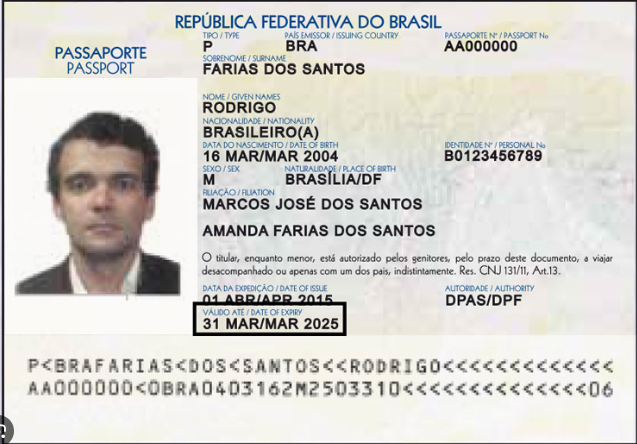 REPÚBLICA FEDERATIVA DO BRASIL
PASSAPORTE
PASSPORT
TIPO / TYPE PAÍS EMISSOR / ISSUING COUNTRY PASSAPORTE Nº / PASSPORT No
P BRA AA000000
SOBRENOME / SURNAME
FARIAS DOS SANTOS
NOME / GIVEN NAMES
RODRIGO
NACIONALIDADE / NATIONALITY
BRASILEIRO(A)
DATA DO NASCIMENTO / DATE OF BIRTH IDENTIDADE Nº / PERSONAL No
16 MAR/MAR 2004 B0123456789
SEXO / SEX NATURALIDADE / PLACE OF BIRTH
M BRASÍLIA/DF
FILIAÇÃO / FILIATION
MARCOS JOSÉ DOS SANTOS
AMANDA FARIAS DOS SANTOS
O titular, enquanto menor, está autorizado pelos genitores, pelo prazo deste documento, a viajar
desacompanhado ou apenas com um dos pais, indistintamente. Res. CNJ 131/11, Art.13.
DATA DA EXPEDIÇÃO / DATE OF ISSUE AUTORIDADE / AUTHORITY
01 ABR/APR 2015 DPAS/DPF
VÁLIDO ATÉ / DATE OF EXPIRY
31 MAR/MAR 2025
P<BRAFARIAS<DOS<SANTOS<<RODRIGO<<<<<<<<<<<<<
AA000000<0BRA0403162M2503310<<<<<<<<<<<<<<06